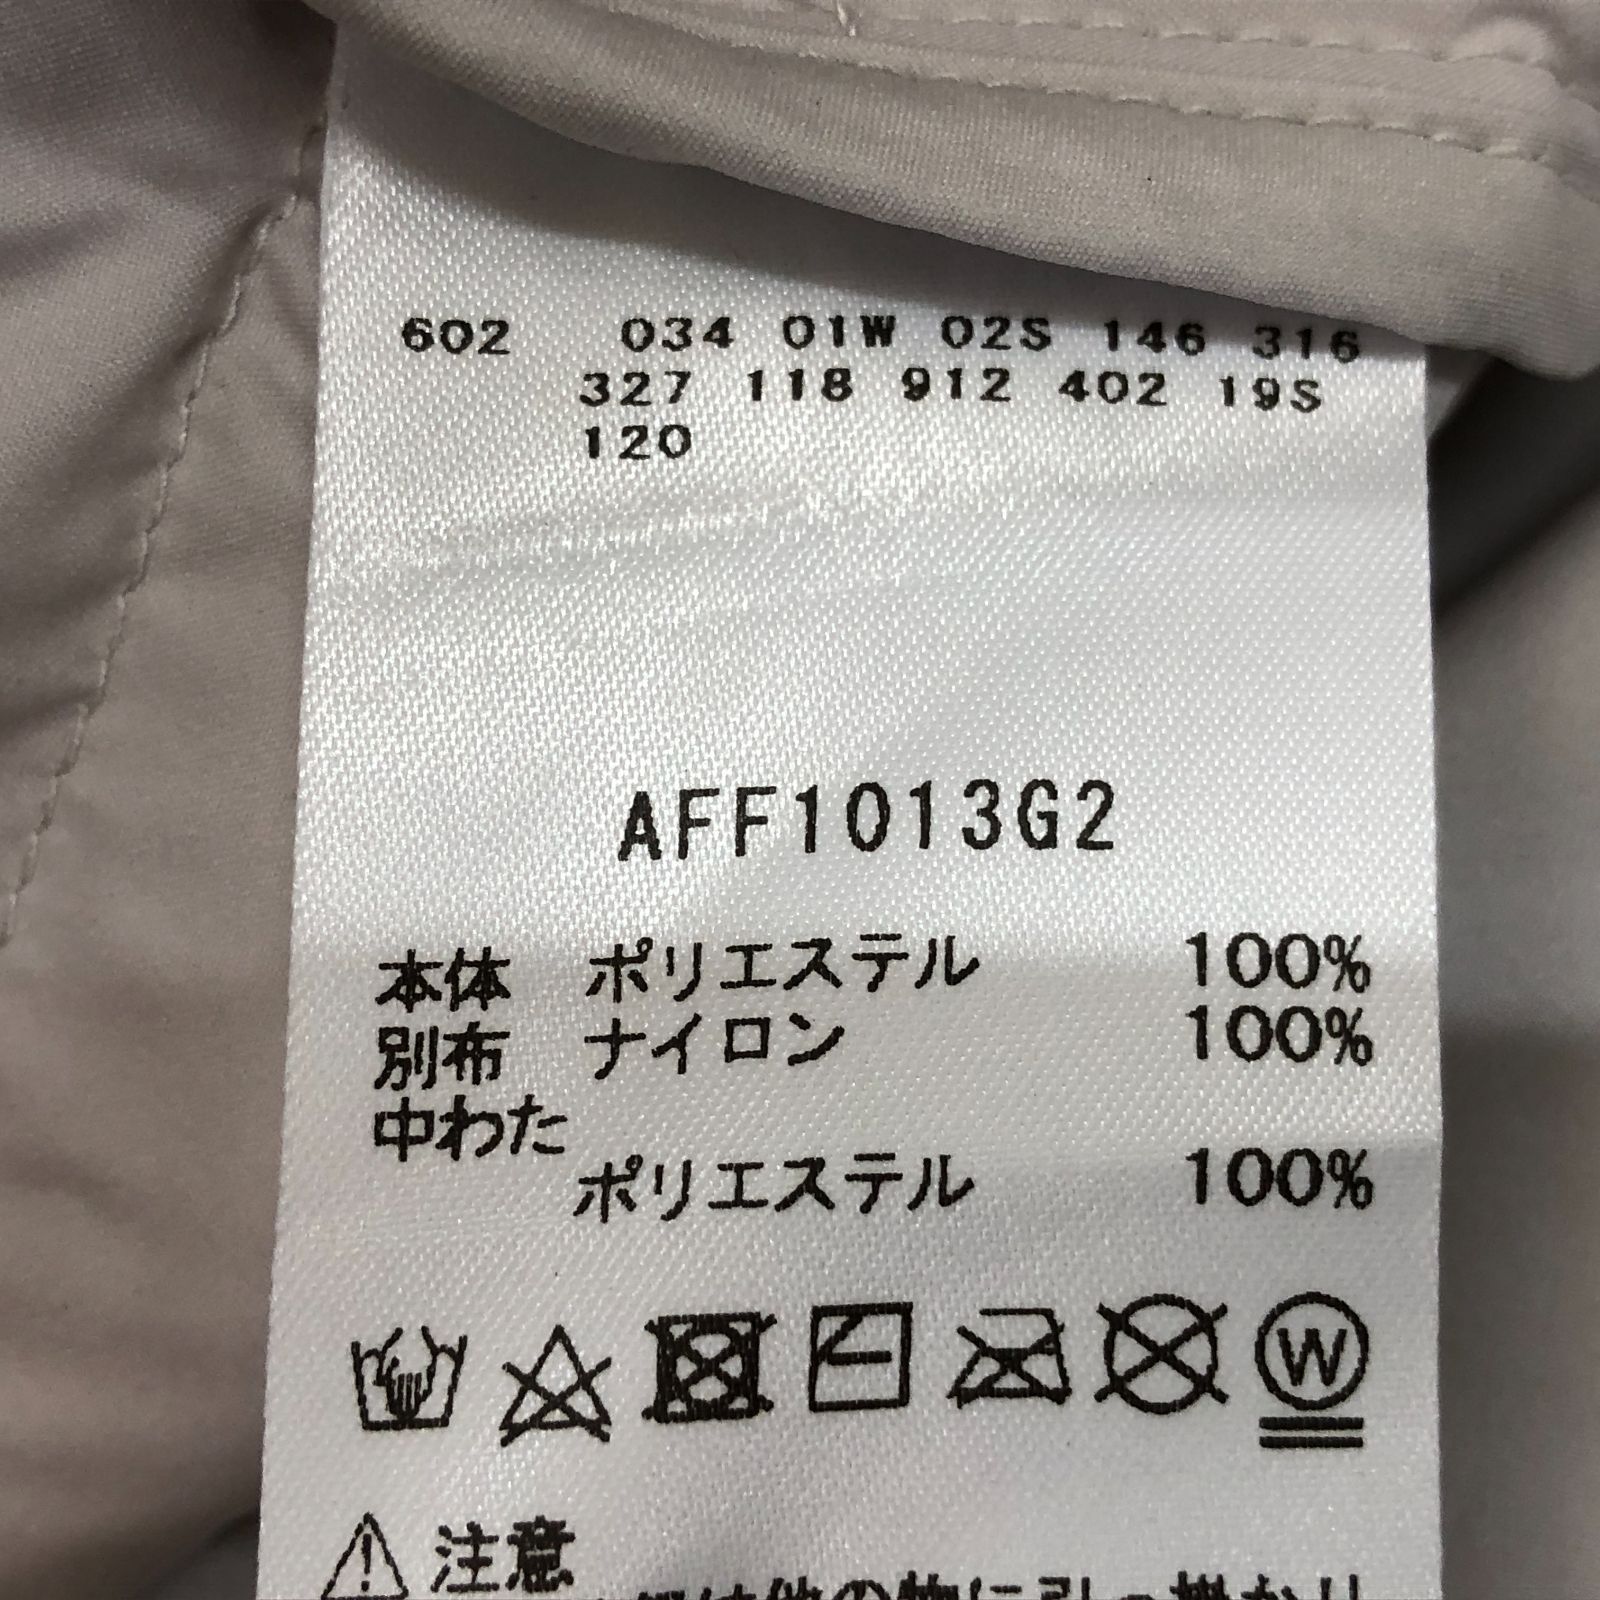 602 034 01W 02S 146 316
327 118 912 402 19S
120
AFF1013G2
本体 ポリエステル 100%
別布 ナイロン 100%
中わた
ポリエステル 100%
W
注意